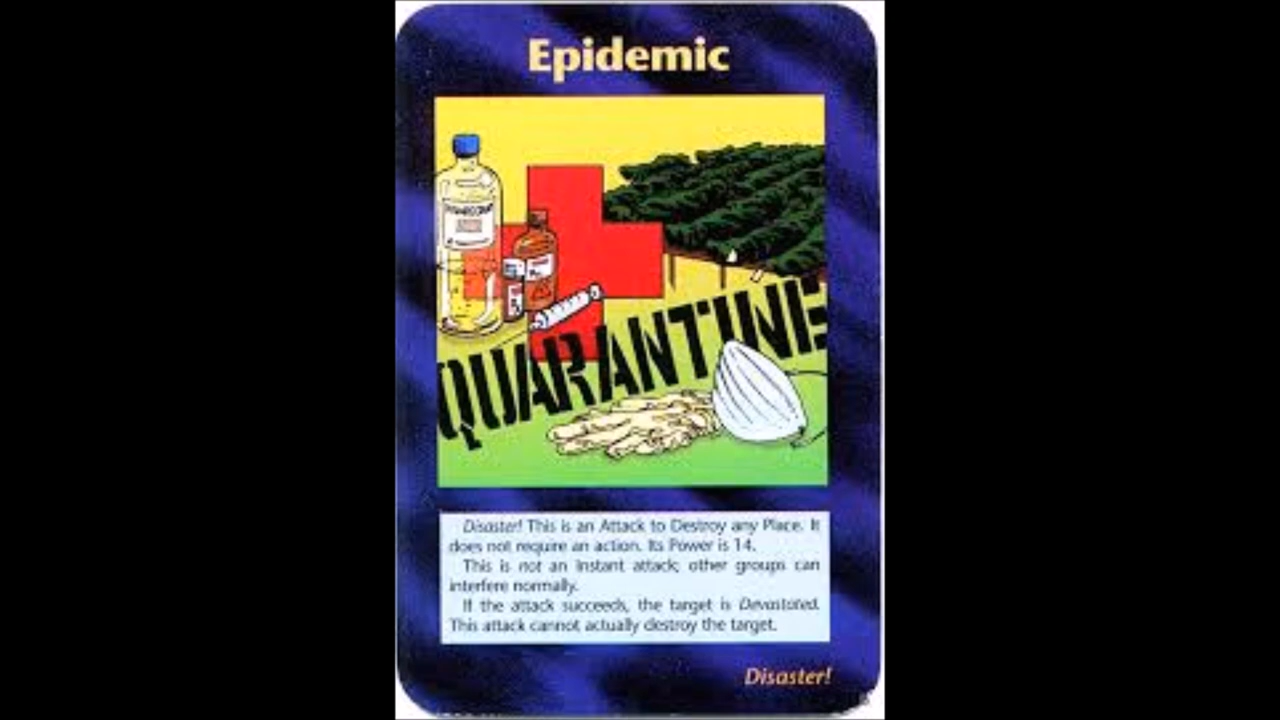 Epidemic
QUARANTINE
Disaster! This is an Attack to Destroy any Place. It
does not require an action. Its Power is 14.
This is not an Instant attack; other groups can
interfere normally.
If the attack succeeds, the target is Devastated.
This attack cannot actually destroy the target.
Disaster!